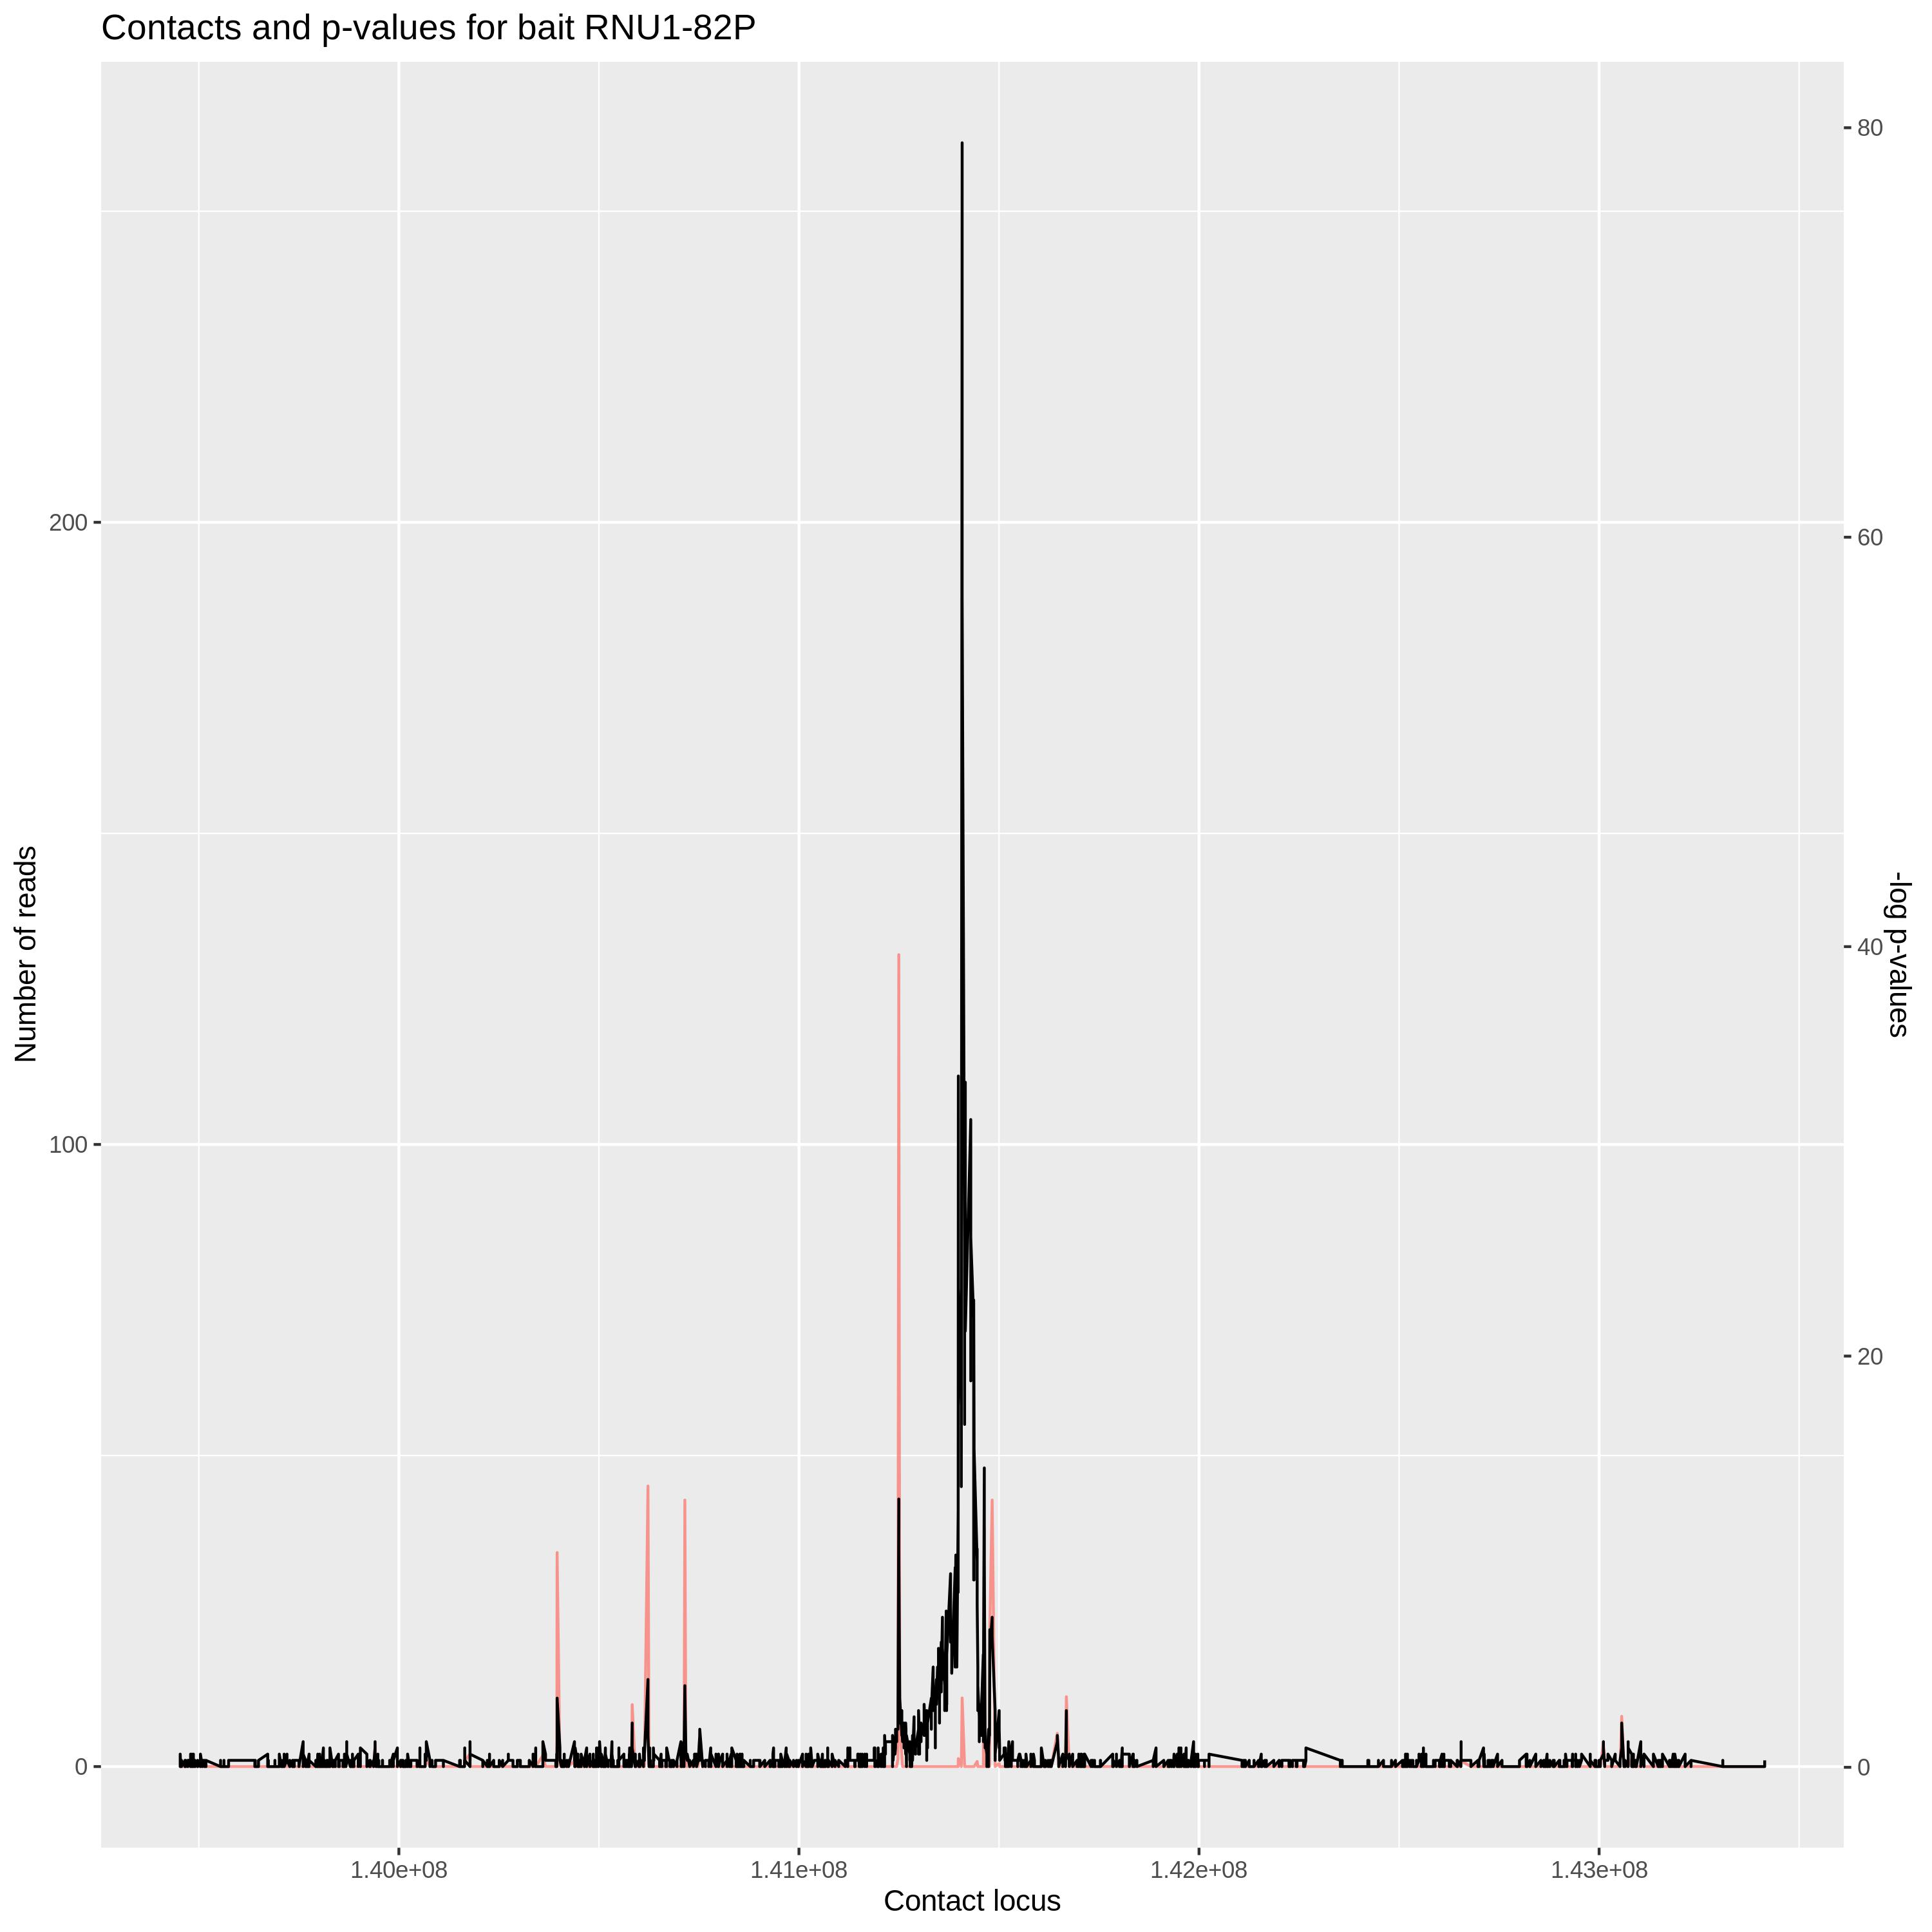 Contacts and p-values for bait RNU1-82P
80
200
60
Number of reads
-log p-values
40
100
20
0
0
1.40e+08
1.41e+08
1.42e+08
1.43e+08
Contact locus